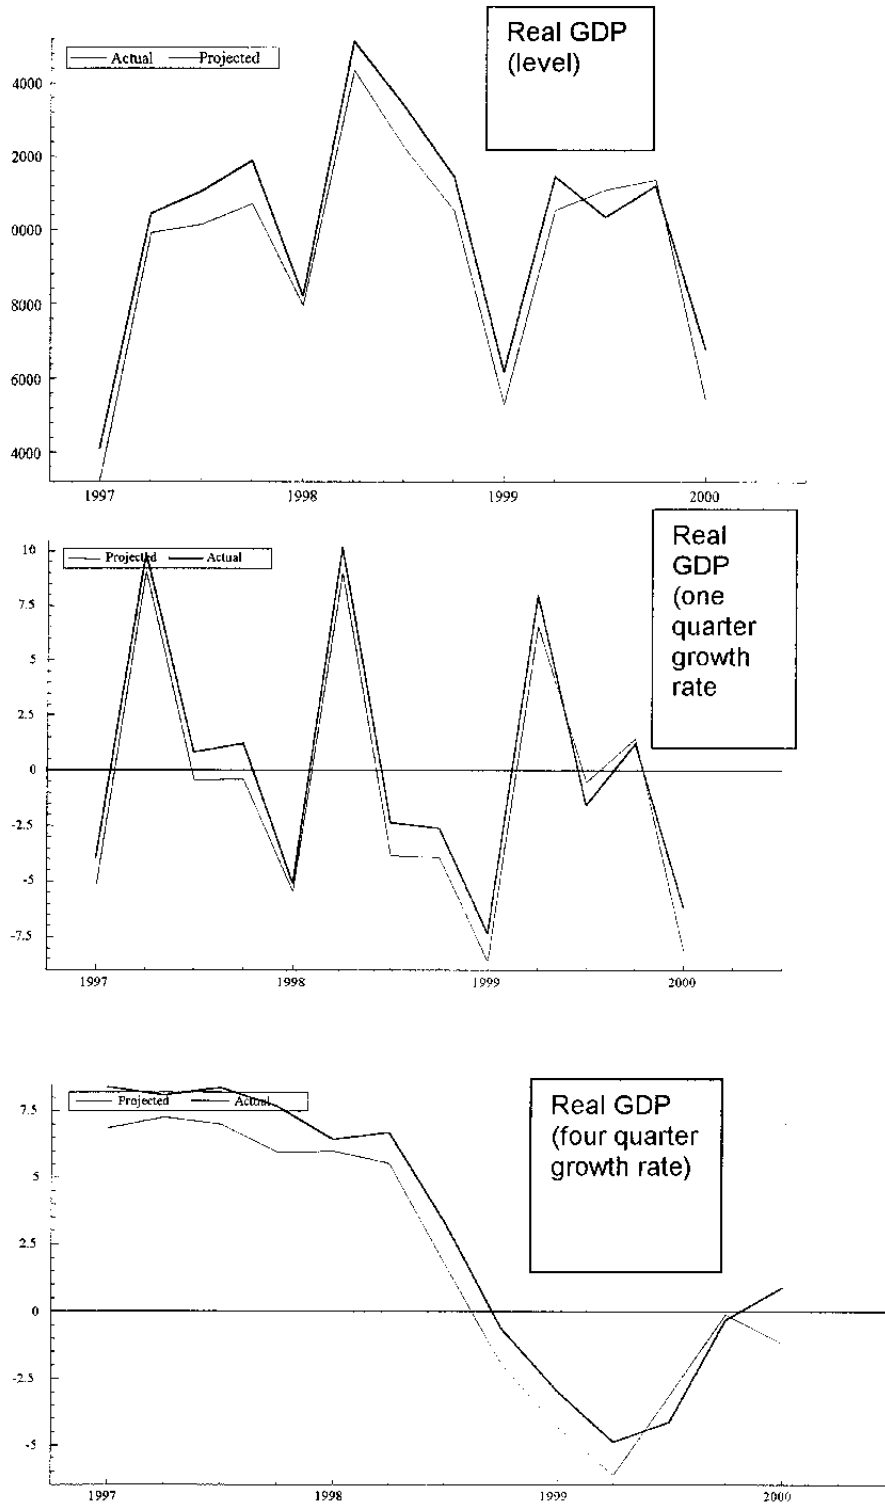 Real GDP
(level)
Actual Projected
4000
2000
0000
8000
6000
4000
1997 1998 1999 2000
Real
GDP
(one
quarter
growth
rate
Projected Actual
10
7.5
5
2.5
0
-2.5
-5
-7.5
1997 1998 1999 2000
Real GDP
(four quarter
growth rate)
Projected Actual
7.5
5
2.5
0
-2.5
-5
1997 1998 1999 2000